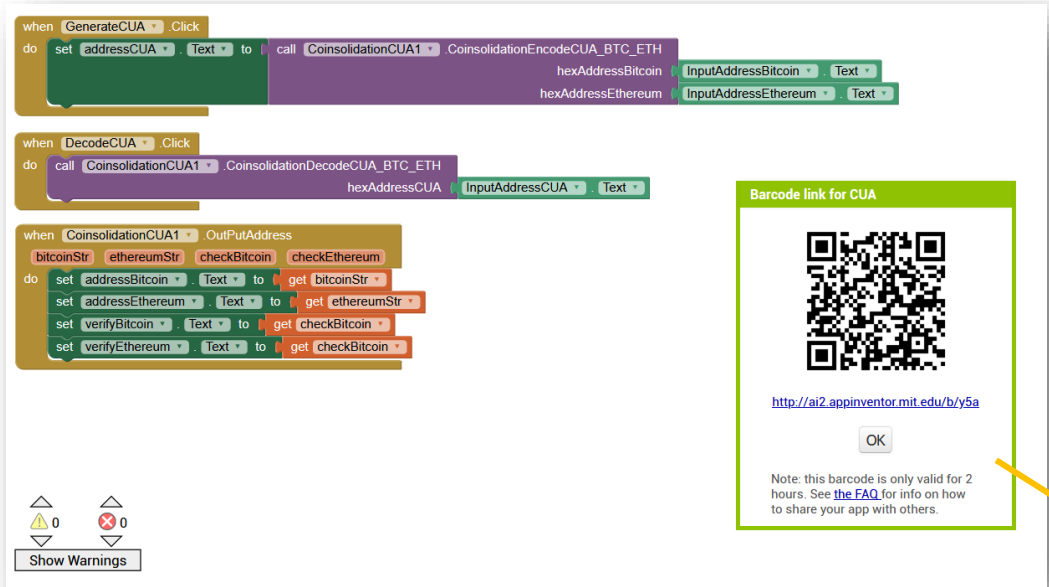 when GenerateCUA .Click
do set addressCUA . Text to call CoinsolidationCUA1 .CoinsolidationEncodeCUA_BTC_ETH
hexAddressBitcoin InputAddressBitcoin . Text
hexAddressEthereum InputAddressEthereum . Text
when DecodeCUA .Click
do call CoinsolidationCUA1 .CoinsolidationDecodeCUA_BTC_ETH
hexAddressCUA InputAddressCUA . Text
when CoinsolidationCUA1 .OutPutAddress
bitcoinStr ethereumStr checkBitcoin checkEthereum
do set addressBitcoin . Text to get bitcoinStr
set addressEthereum . Text to get ethereumStr
set verifyBitcoin . Text to get checkBitcoin
set verifyEthereum . Text to get checkBitcoin
Barcode link for CUA
http://ai2.appinventor.mit.edu/b/y5a
OK
Note: this barcode is only valid for 2
hours. See the FAQ for info on how
to share your app with others.
0 0
Show Warnings